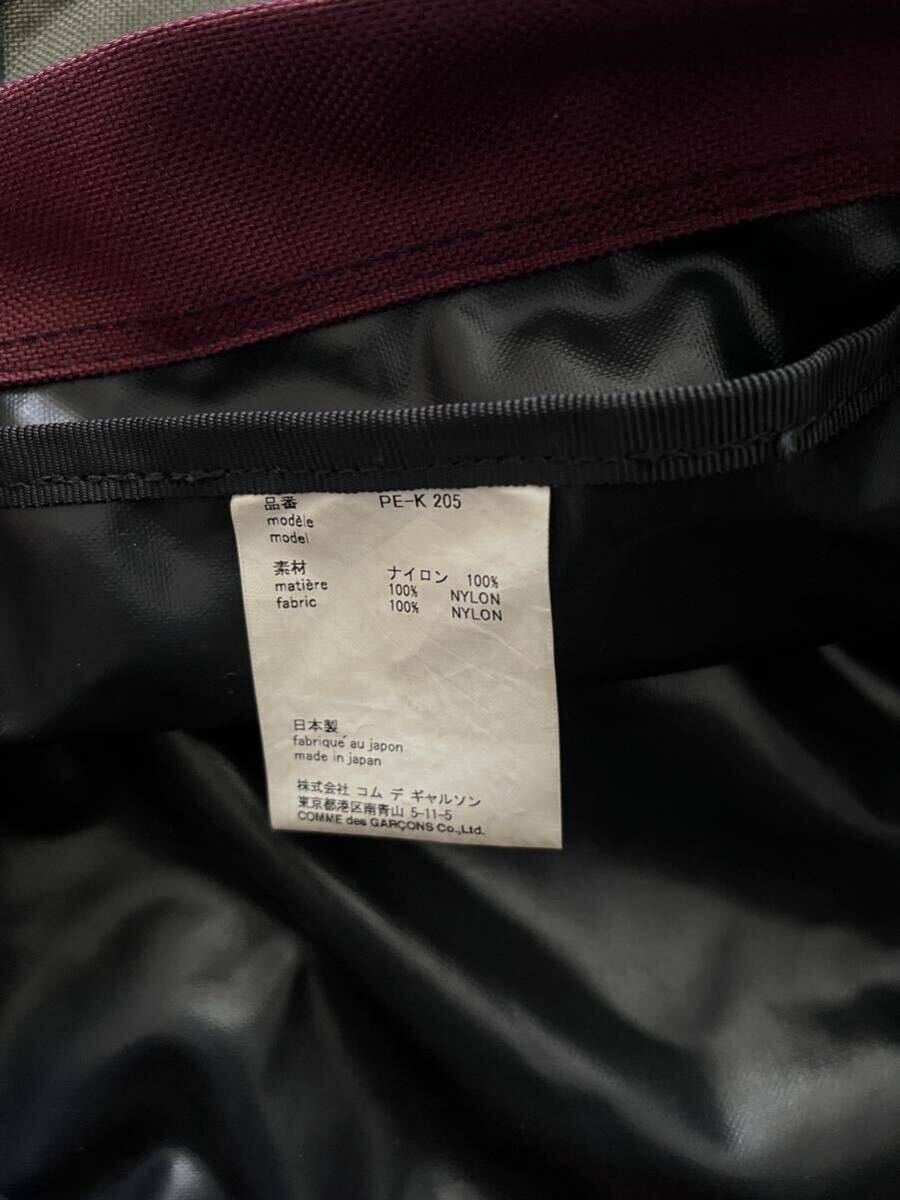 品番 PE-K 205
modèle
model
素材 ナイロン 100%
matière 100% NYLON
fabric 100% NYLON
日本製
fabriqué au japon
made in japan
株式会社 コム デ ギャルソン
東京都港区南青山 5-11-5
COMME des GARÇONS Co.,Ltd.